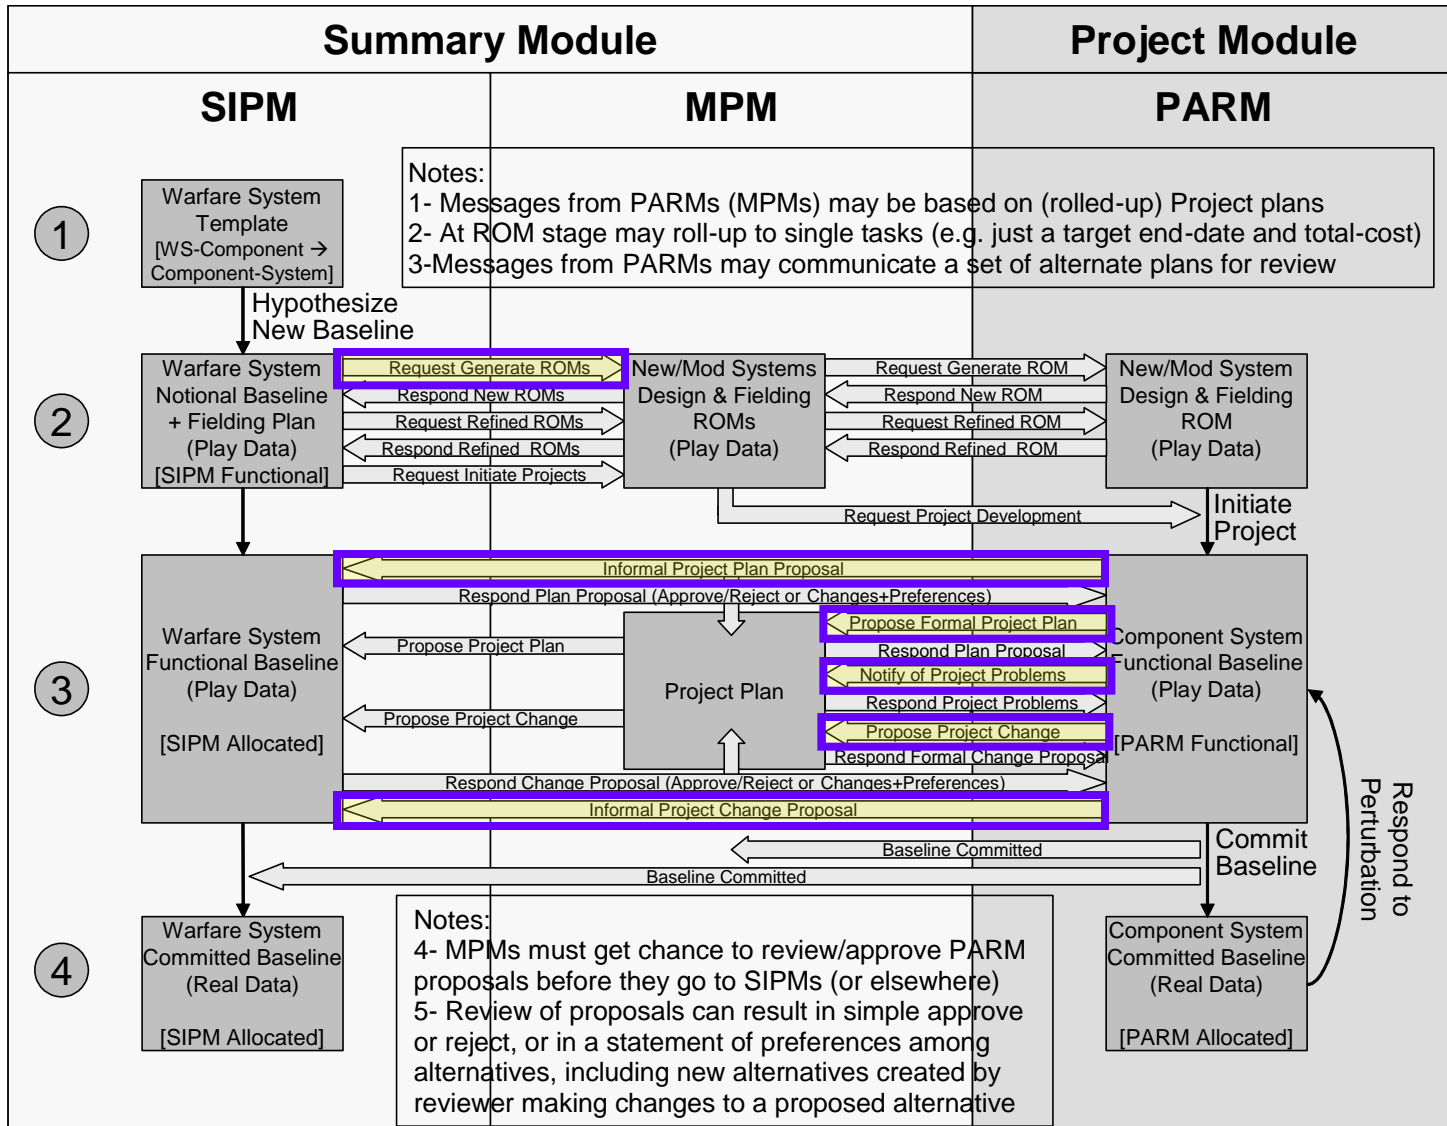 Summary Module
Project Module
SIPM
MPM
PARM
Notes:
1- Messages from PARMs (MPMs) may be based on (rolled-up) Project plans
2- At ROM stage may roll-up to single tasks (e.g. just a target end-date and total-cost)
3-Messages from PARMs may communicate a set of alternate plans for review
1
Warfare System
Template
[WS-Component →
Component-System]
Hypothesize
New Baseline
2
Warfare System
Notional Baseline
+ Fielding Plan
(Play Data)
[SIPM Functional]
Request Generate ROMs
Respond New ROMs
Request Refined ROMs
Respond Refined ROMs
Request Initiate Projects
New/Mod Systems
Design & Fielding
ROMs
(Play Data)
Request Generate ROM
Respond New ROM
Request Refined ROM
Respond Refined ROM
New/Mod System
Design & Fielding
ROM
(Play Data)
Request Project Development
Initiate
Project
3
Warfare System
Functional Baseline
(Play Data)
[SIPM Allocated]
Informal Project Plan Proposal
Respond Plan Proposal (Approve/Reject or Changes+Preferences)
Propose Project Plan
Propose Project Change
Project Plan
Propose Formal Project Plan
Respond Plan Proposal
Notify of Project Problems
Respond Project Problems
Propose Project Change
Respond Formal Change Proposal
Respond Change Proposal (Approve/Reject or Changes+Preferences)
Informal Project Change Proposal
Component System
Functional Baseline
(Play Data)
[PARM Functional]
Respond to
Perturbation
Baseline Committed
Baseline Committed
Commit
Baseline
4
Warfare System
Committed Baseline
(Real Data)
[SIPM Allocated]
Notes:
4- MPMs must get chance to review/approve PARM
proposals before they go to SIPMs (or elsewhere)
5- Review of proposals can result in simple approve
or reject, or in a statement of preferences among
alternatives, including new alternatives created by
reviewer making changes to a proposed alternative
Component System
Committed Baseline
(Real Data)
[PARM Allocated]